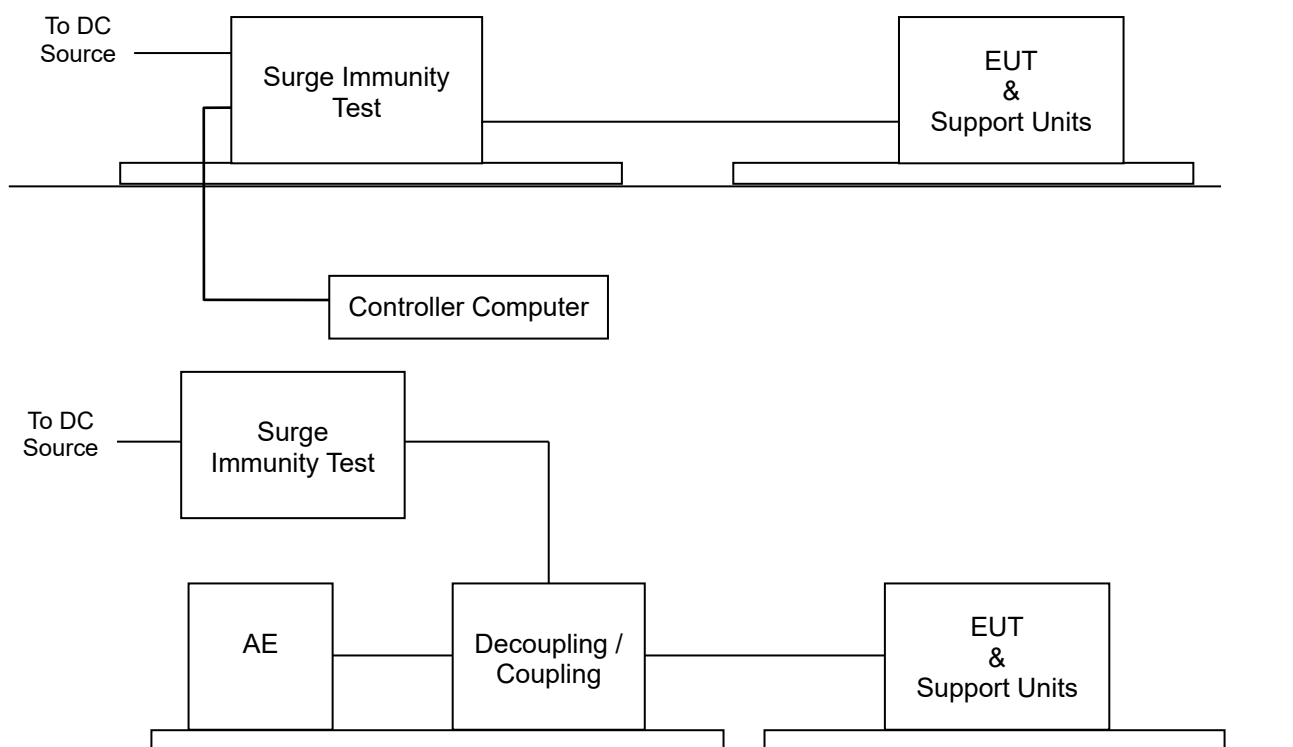 To DC
Source
Surge Immunity
Test
EUT
&
Support Units
Controller Computer
To DC
Source
Surge
Immunity Test
AE
Decoupling /
Coupling
EUT
&
Support Units